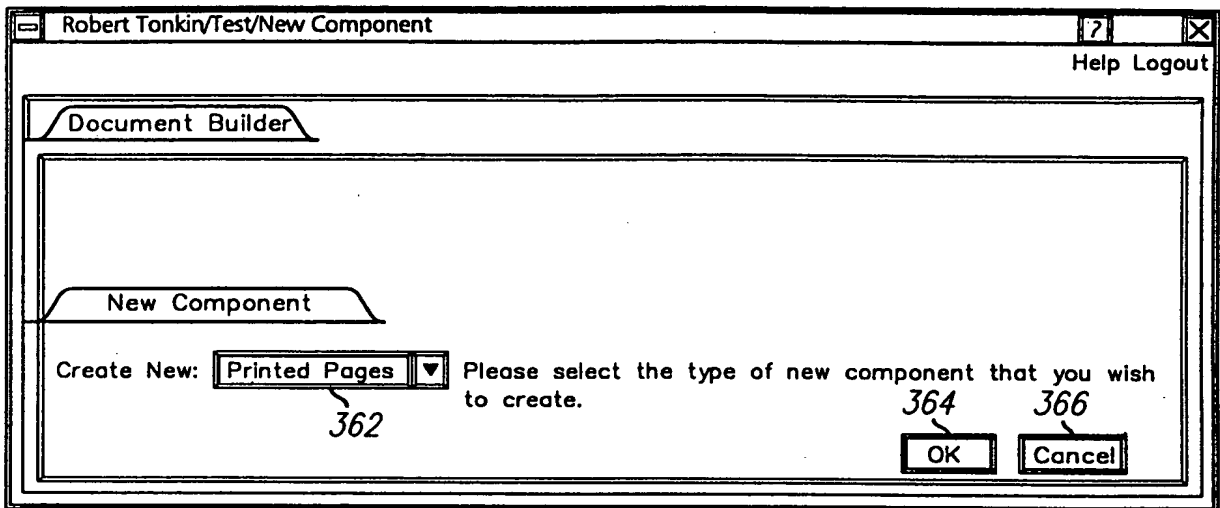 Robert Tonkin/Test/New Component ?
Help Logout
Document Builder
New Component
Create New: Printed Pages Please select the type of new component that you wish
to create.
362 364 366
OK Cancel